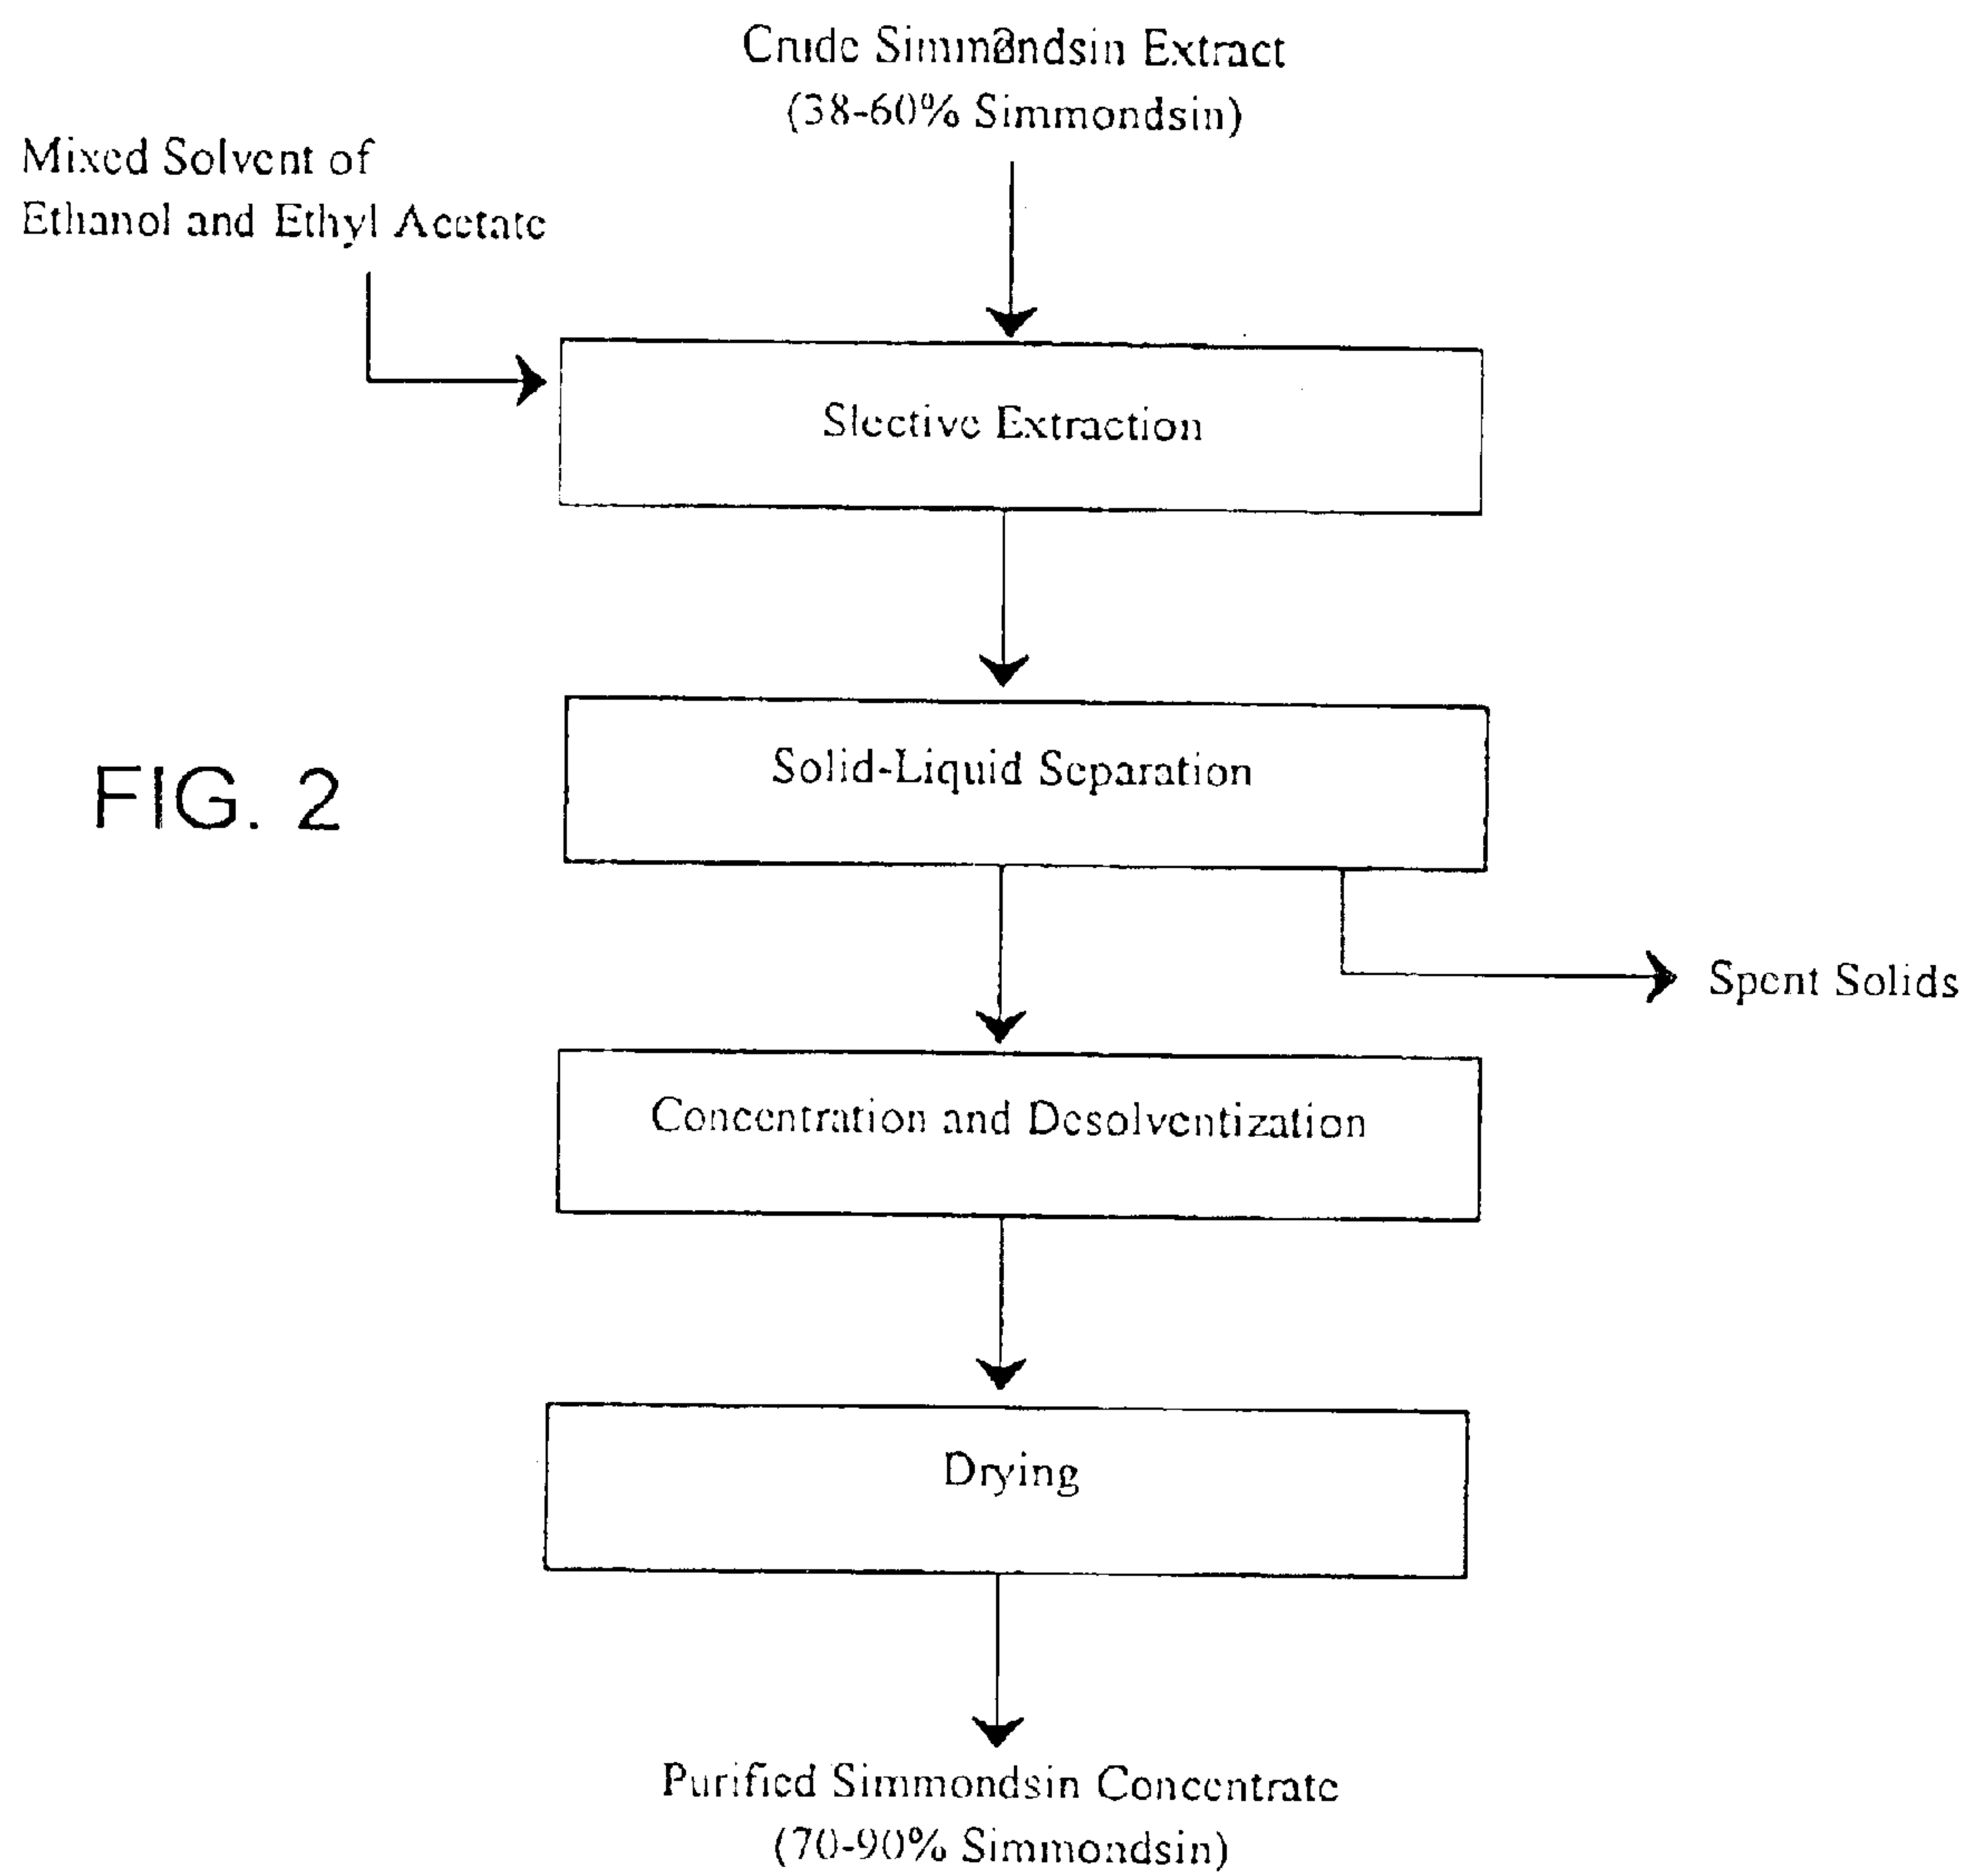 Crude Simmondsin Extract
(38-60% Simmondsin)
Mixed Solvent of
Ethanol and Ethyl Acetate
Slective Extraction
Solid-Liquid Separation
FIG. 2
Spent Solids
Concentration and Desolventization
Drying
Purified Simmondsin Concentrate
(70-90% Simmondsin)